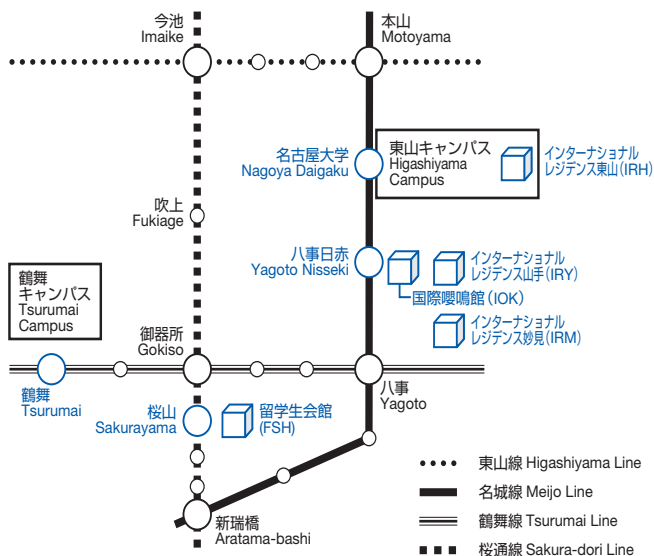 今池
Imaike
本山
Motoyama
名古屋大学
Nagoya Daigaku
東山キャンパス
Higashiyama
Campus
インターナショナル
レジデンス東山(IRH)
吹上
Fukiage
八事日赤
Yagoto Nisseki
インターナショナル
レジデンス山手(IRY)
国際嚶鳴館(IOK)
鶴舞
キャンパス
Tsurumai
Campus
インターナショナル
レジデンス妙見(IRM)
御器所
Gokiso
鶴舞
Tsurumai
八事
Yagoto
桜山
Sakurayama
留学生会館
(FSH)
新瑞橋
Aratama-bashi
東山線 Higashiyama Line
名城線 Meijo Line
鶴舞線 Tsurumai Line
桜通線 Sakura-dori Line